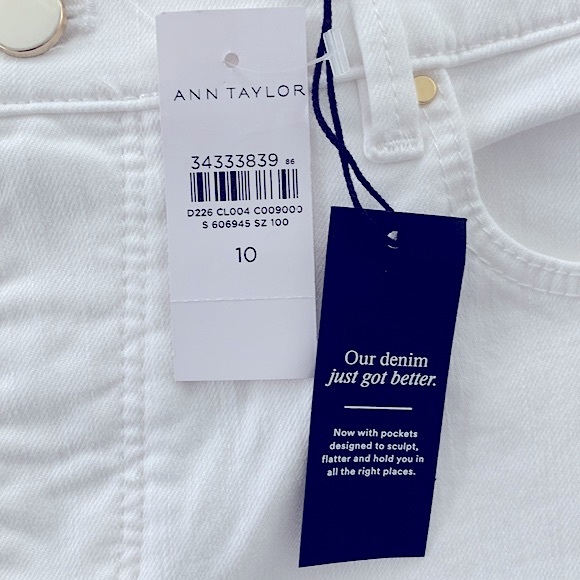 ANN TAYLOR
34333839 86
D226 CL004 C009000
S 606945 SZ 100
10
Our denim
just got better.
Now with pockets
designed to sculpt,
flatter and hold you in
all the right places.